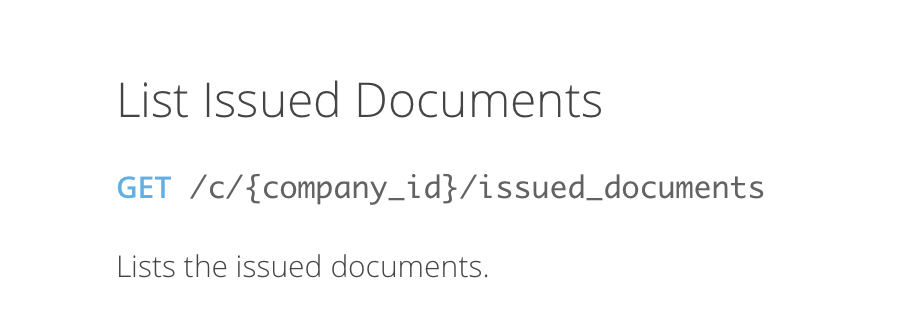 List Issued Documents
GET /c/{company_id}/issued_documents
Lists the issued documents.